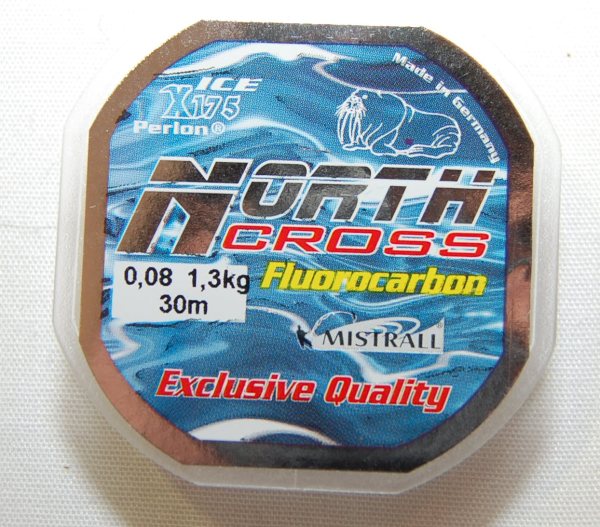 ICE
X175
Perlon®
Made in Germany
NORTH
CROSS
Fluorocarbon
0,08 1,3kg
30m
MISTRALL®
Exclusive Quality